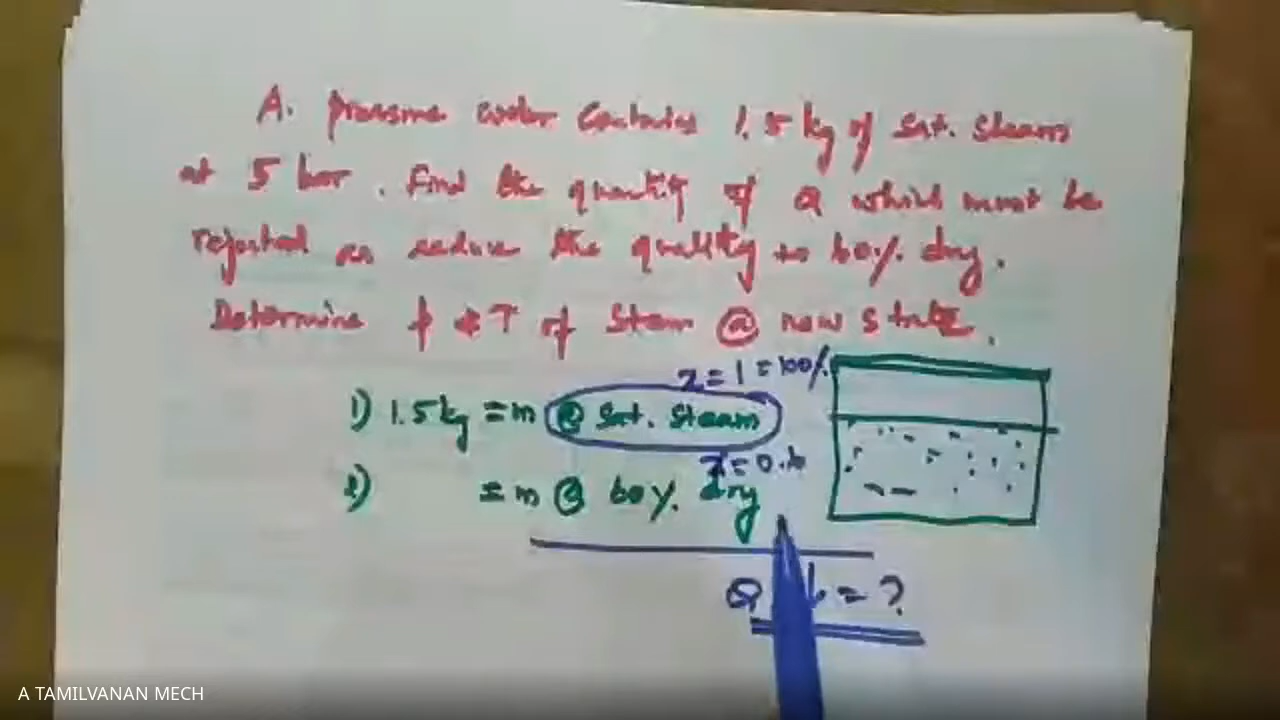 A. pressure cooker contains 1.5 kg of sat. steam
at 5 bar. Find the quantity of Q which must be
rejected so reduce the quality to 60% dry.
Determine p & T of steam @ new state.
x = 1 = 100%
1) 1.5 kg = m @ sat. steam
x = 0.6
2) = m @ 60% dry
Q = ?
A TAMILVANAN MECH